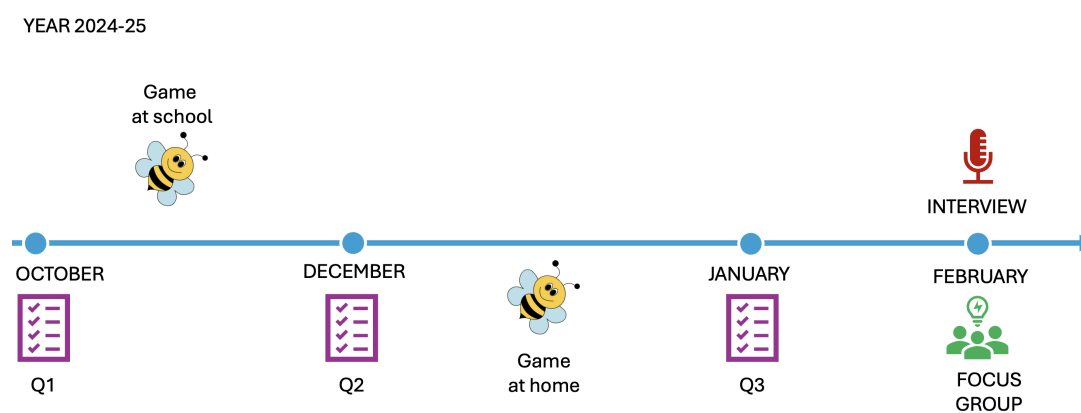 YEAR 2024-25
Game
at school
INTERVIEW
OCTOBER
DECEMBER
JANUARY
FEBRUARY
Game
at home
Q1
Q2
Q3
FOCUS
GROUP